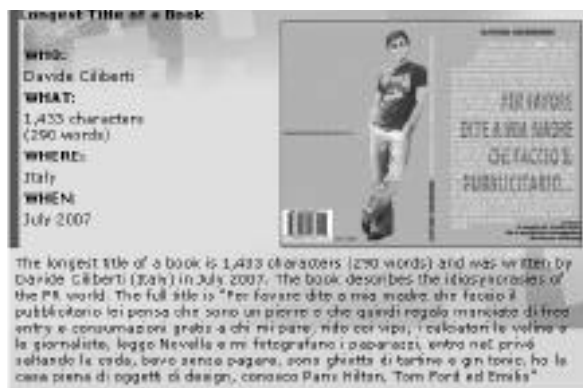 Longest Title of a Book
WHO:
Davide Ciliberti
WHAT:
1,433 characters
(290 words)
WHERE:
Italy
WHEN:
July 2007
PER FAVORE
DITE A MIA MADRE
CHE FACCIO IL
PUBBLICITARIO...
The longest title of a book is 1,433 characters (290 words) and was written by
Davide Ciliberti (Italy) in July 2007. The book describes the idiosyncrasies of
the PR world. The full title is "Per favore dite a mia madre che faccio il
pubblicitario lei pensa che sono un pierre e che quindi regalo manciate di free
entry e consumazioni gratis a chi mi pare, rido coi vips, i calciatori le veline e
le giornaliste, leggo Novella e mi fotografano i paparazzi, entro nel privé
saltando la coda, bevo senza pagare, sono ghiotto di tartine e gin tonic, ho la
casa piena di oggetti di design, conosco Paris Hilton, Tom Ford ed Emilio"